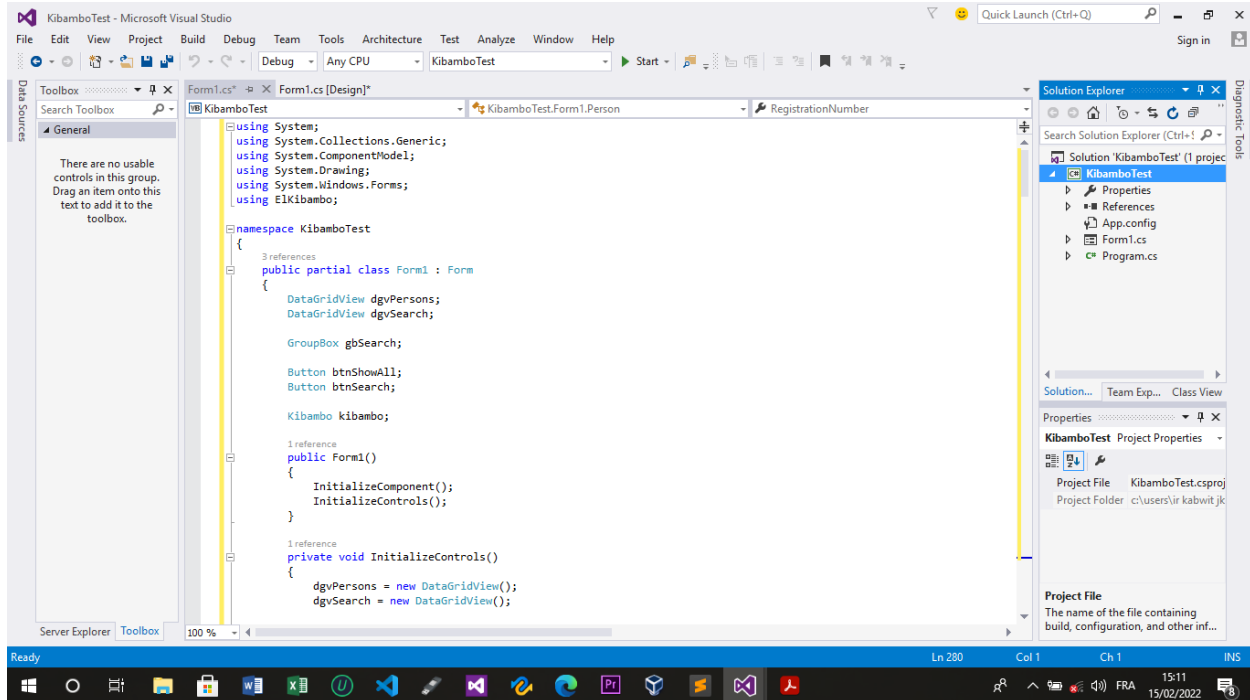 KibamboTest - Microsoft Visual Studio
Quick Launch (Ctrl+Q)
File Edit View Project Build Debug Team Tools Architecture Test Analyze Window Help
Sign in
Debug Any CPU KibamboTest Start
Data Sources
Toolbox
Search Toolbox
General
There are no usable
controls in this group.
Drag an item onto this
text to add it to the
toolbox.
Server Explorer Toolbox
Form1.cs* Form1.cs [Design]*
KibamboTest KibamboTest.Form1.Person RegistrationNumber
using System;
using System.Collections.Generic;
using System.ComponentModel;
using System.Drawing;
using System.Windows.Forms;
using ElKibambo;
namespace KibamboTest
{
3 references
public partial class Form1 : Form
{
DataGridView dgvPersons;
DataGridView dgvSearch;
GroupBox gbSearch;
Button btnShowAll;
Button btnSearch;
Kibambo kibambo;
1 reference
public Form1()
{
InitializeComponent();
InitializeControls();
}
1 reference
private void InitializeControls()
{
dgvPersons = new DataGridView();
dgvSearch = new DataGridView();
100 %
Solution Explorer
Search Solution Explorer (Ctrl+
Solution 'KibamboTest' (1 projec
C# KibamboTest
Properties
References
App.config
Form1.cs
C# Program.cs
Solution... Team Exp... Class View
Properties
KibamboTest Project Properties
Project File KibamboTest.csproj
Project Folder c:\users\ir kabwit jk
Project File
The name of the file containing
build, configuration, and other inf...
Diagnostic Tools
Ready Ln 280 Col 1 Ch 1 INS
FRA
15:11
15/02/2022
8